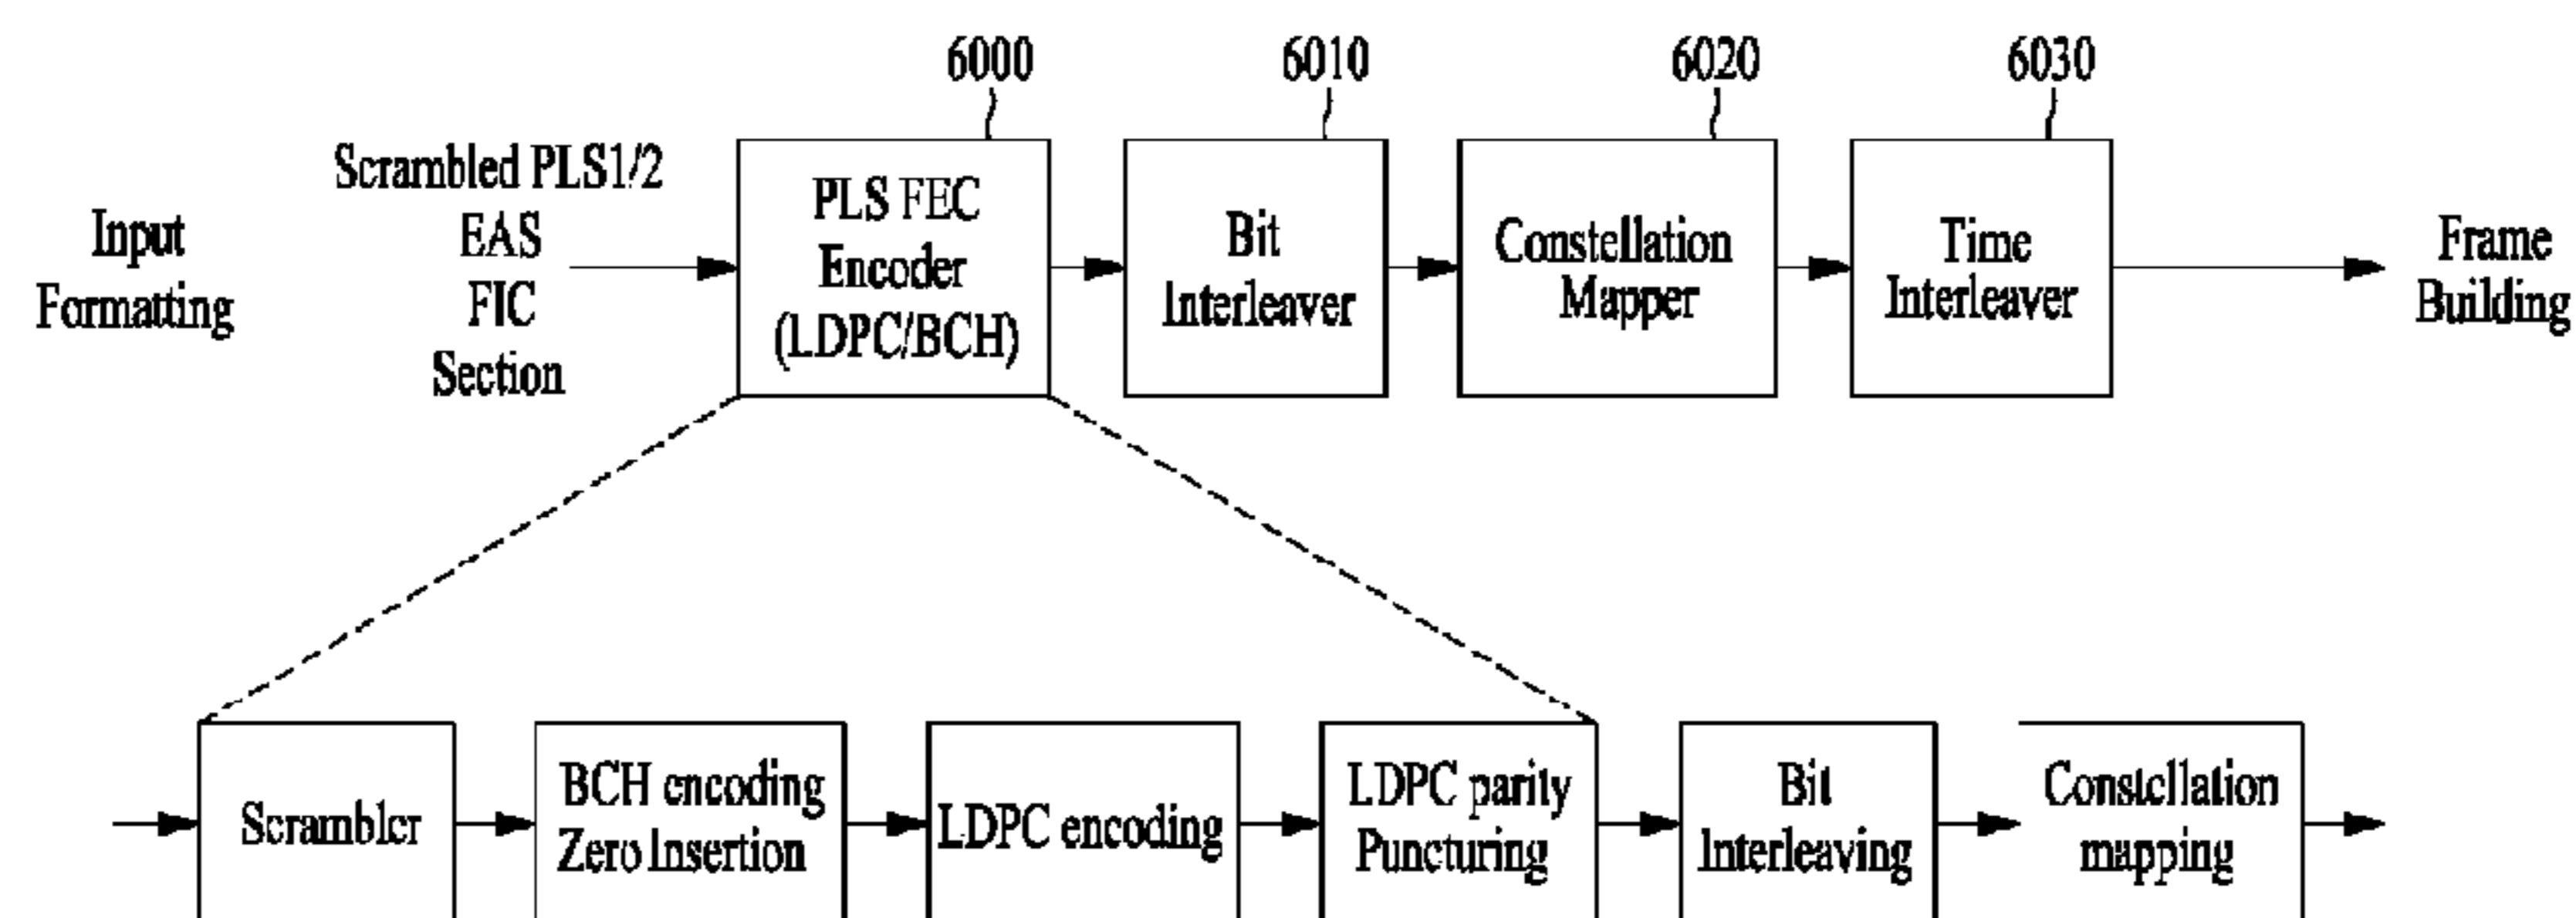 6000
6010
6020
6030
Input
Formatting
Scrambled PLS1/2
EAS
FIC
Section
PLS FEC
Encoder
(LDPC/BCH)
Bit
Interleaver
Constellation
Mapper
Time
Interleaver
Frame
Building
Scrambler
BCH encoding
Zero Insertion
LDPC encoding
LDPC parity
Puncturing
Bit
Interleaving
Constellation
mapping